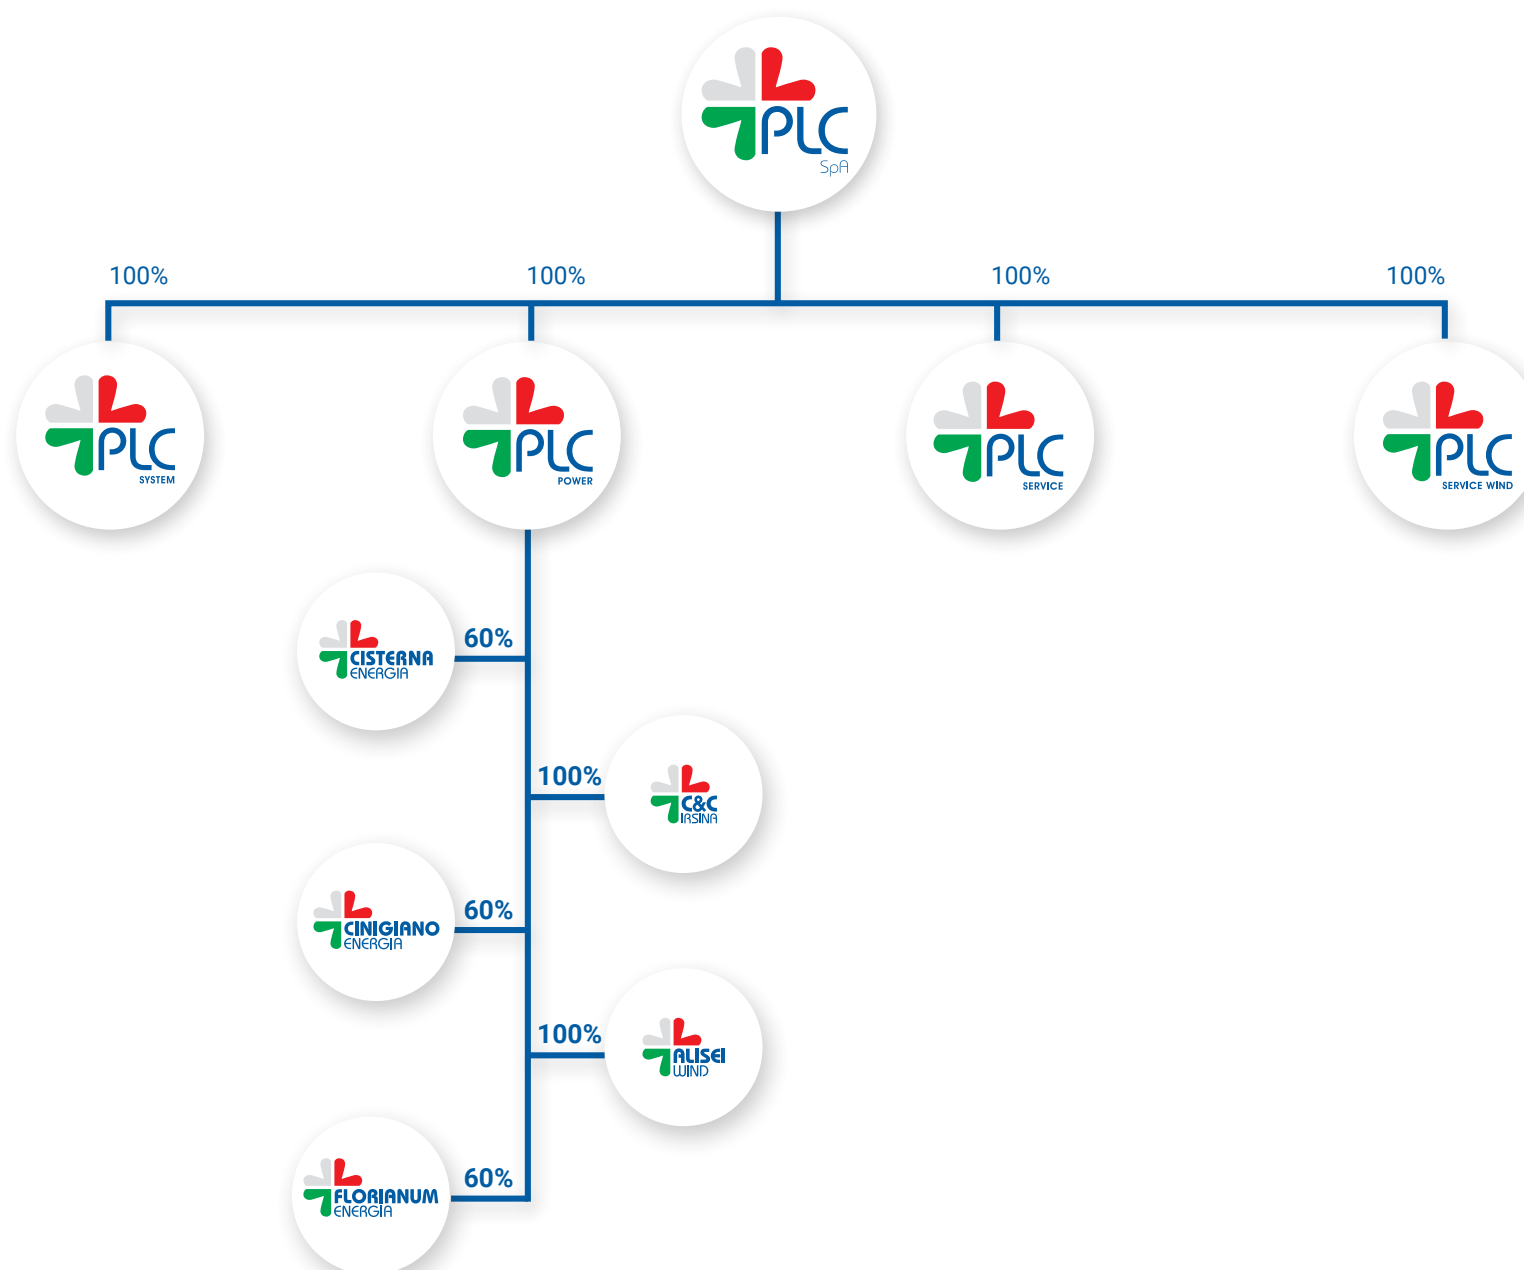 PLC
SpA
100%
100%
100%
100%
PLC
SYSTEM
PLC
POWER
PLC
SERVICE
PLC
SERVICE WIND
60%
CISTERNA
ENERGIA
100%
C&C
IRSINA
60%
CINIGIANO
ENERGIA
100%
ALISEI
WIND
60%
FLORIANUM
ENERGIA